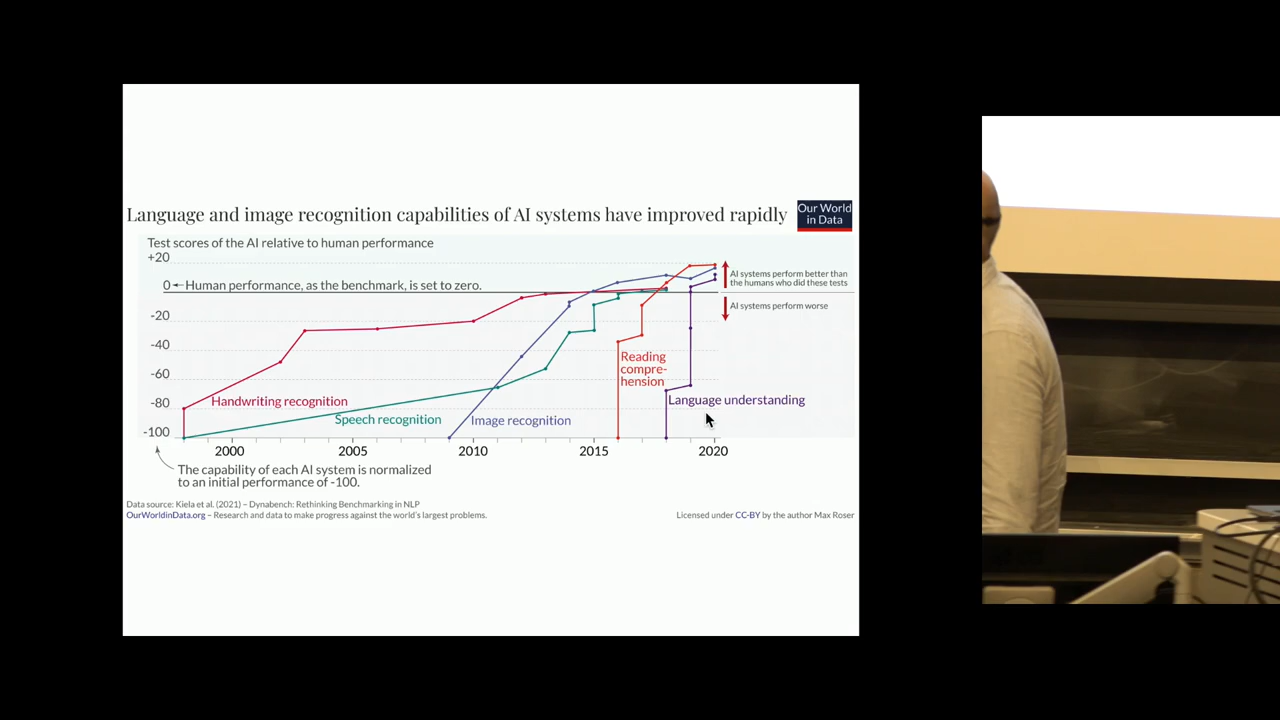 Language and image recognition capabilities of AI systems have improved rapidly
Our World
in Data
Test scores of the AI relative to human performance
+20
0 ← Human performance, as the benchmark, is set to zero.
AI systems perform better than
the humans who did these tests
AI systems perform worse
-20
-40
-60
-80
-100
Reading
compre-
hension
Handwriting recognition
Language understanding
Speech recognition
Image recognition
2000
2005
2010
2015
2020
The capability of each AI system is normalized
to an initial performance of -100.
Data source: Kiela et al. (2021) – Dynabench: Rethinking Benchmarking in NLP
OurWorldinData.org – Research and data to make progress against the world's largest problems.
Licensed under CC-BY by the author Max Roser